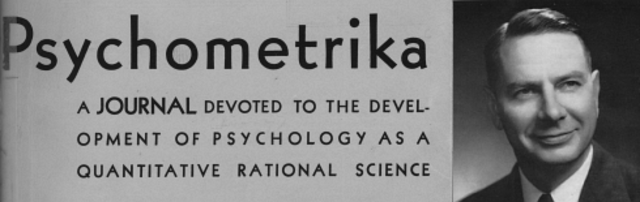 Psychometrika
A JOURNAL DEVOTED TO THE DEVEL-
OPMENT OF PSYCHOLOGY AS A
QUANTITATIVE RATIONAL SCIENCE